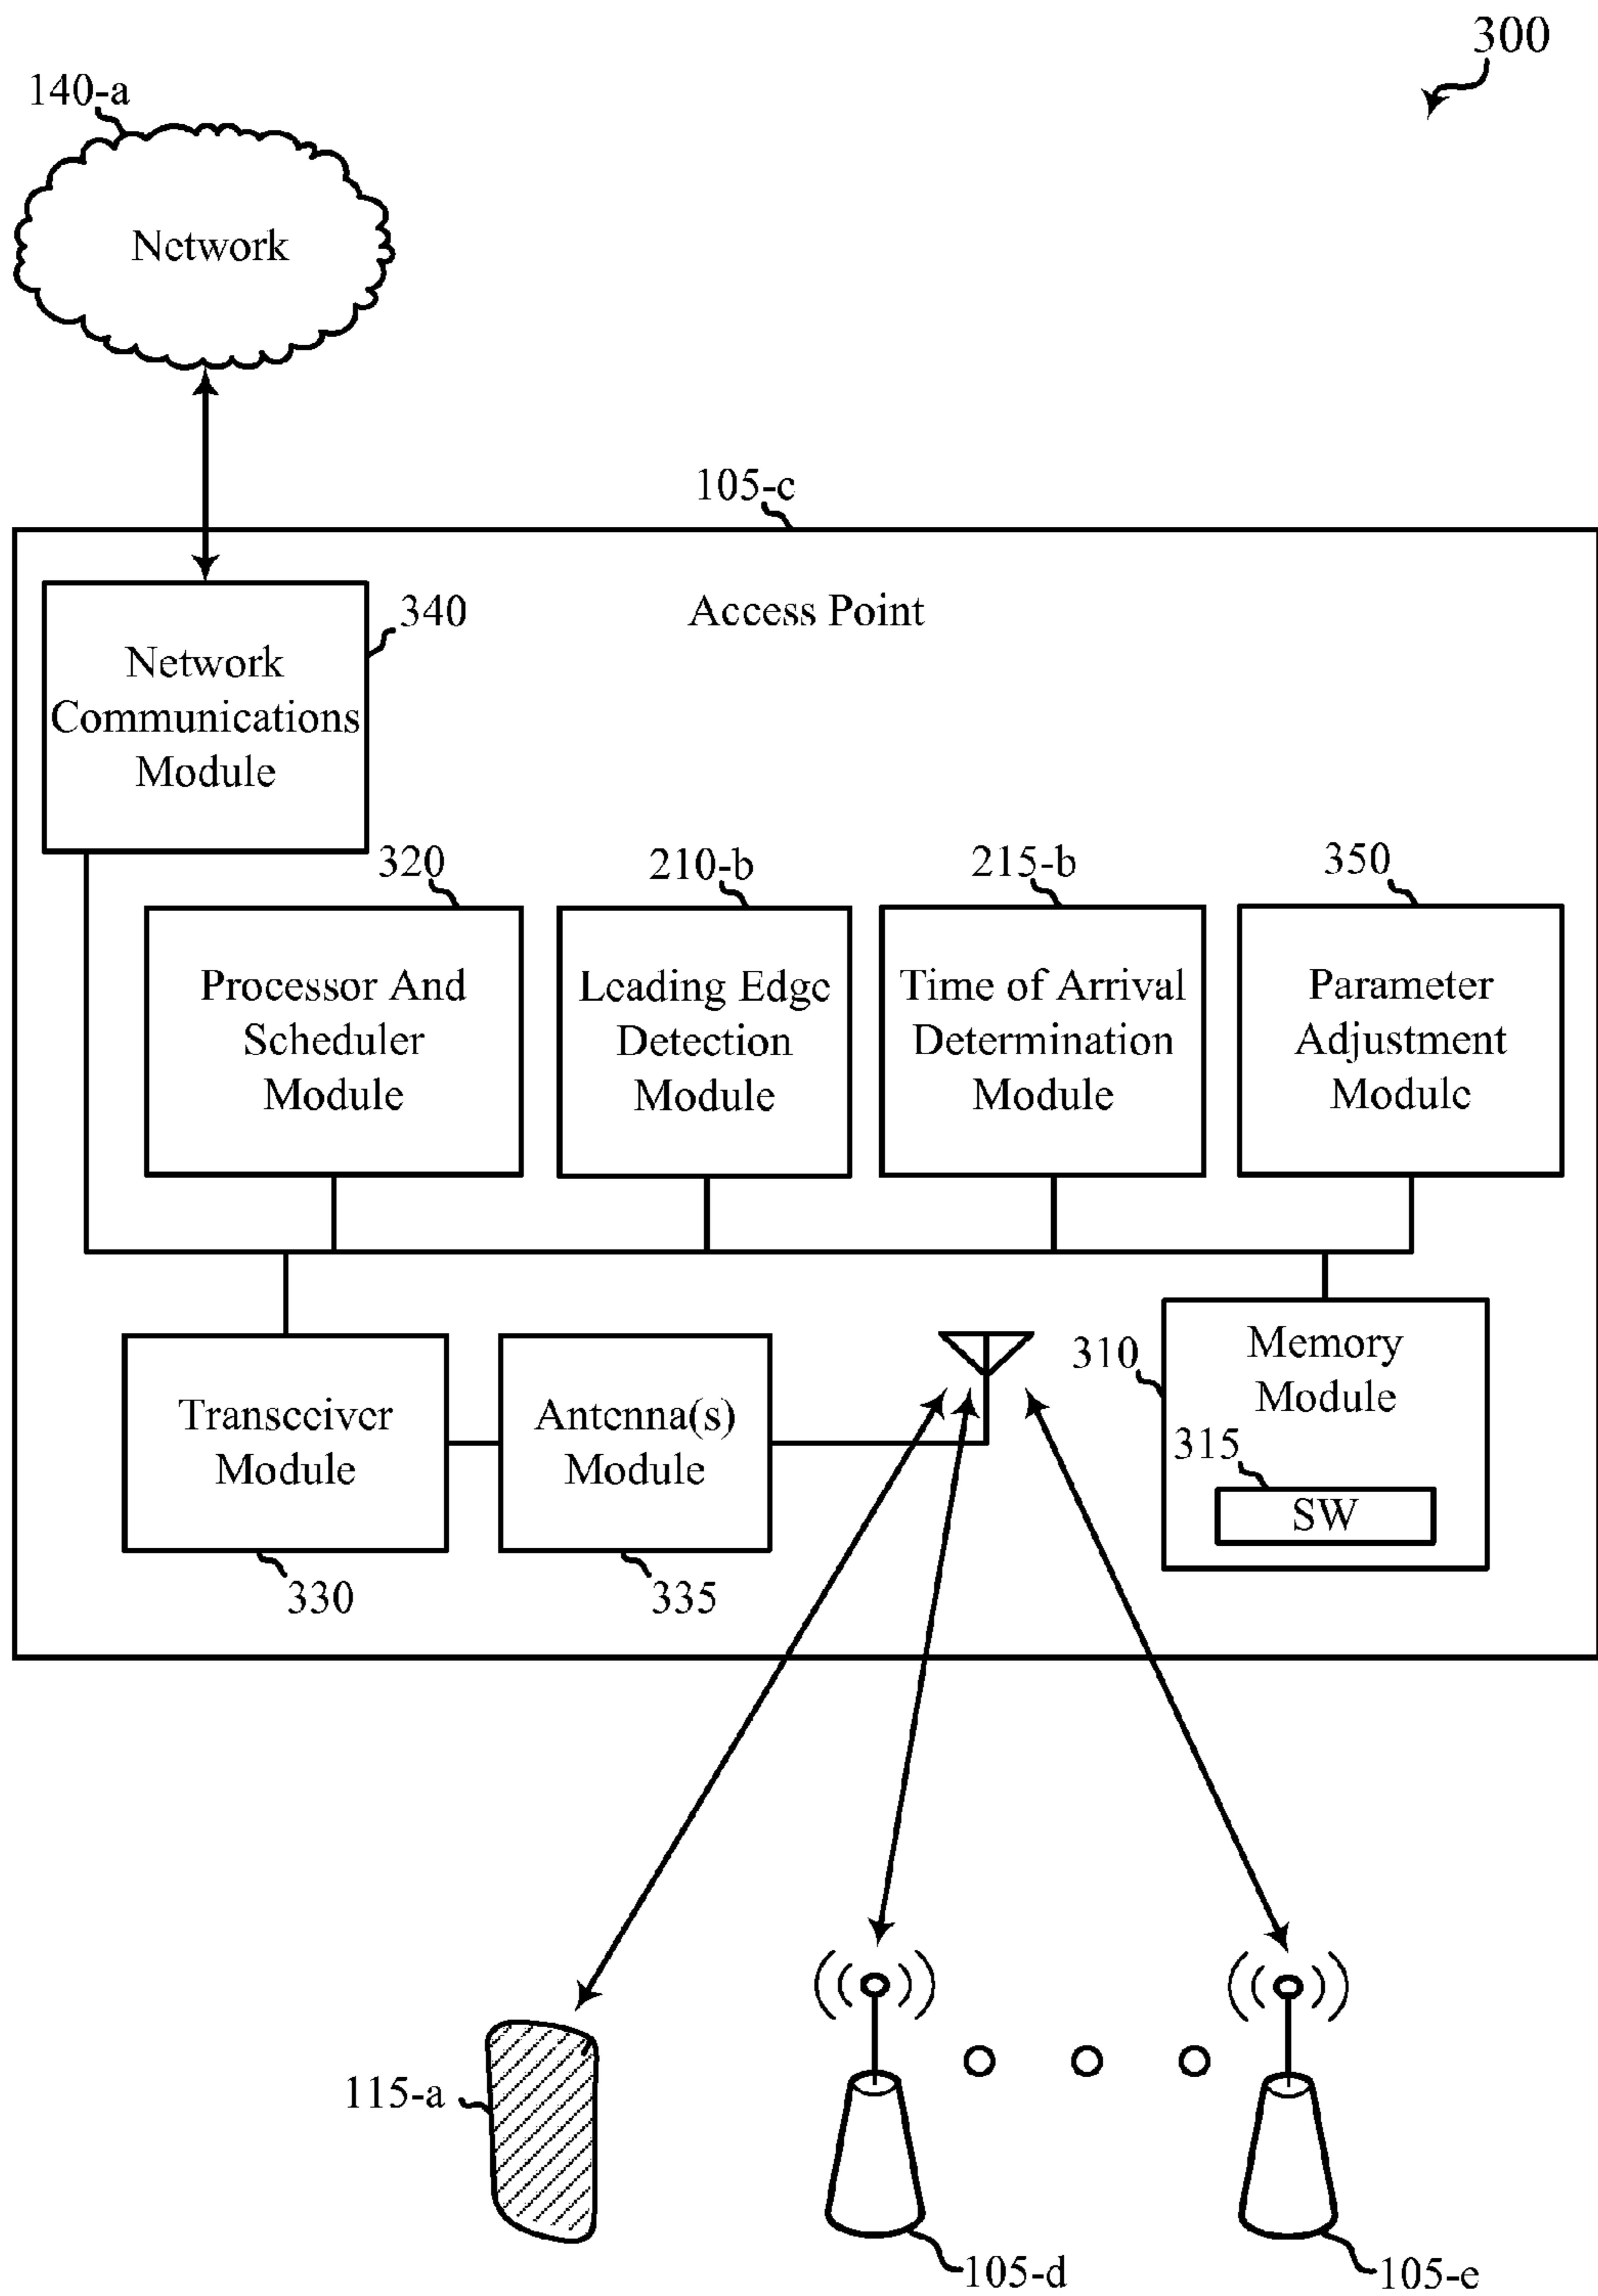 300
140-a
Network
105-c
Access Point
340
Network
Communications
Module
320
210-b
215-b
350
Processor And
Scheduler
Module
Leading Edge
Detection
Module
Time of Arrival
Determination
Module
Parameter
Adjustment
Module
310
Memory
Module
315
SW
Transceiver
Module
Antenna(s)
Module
330
335
115-a
105-d
105-e